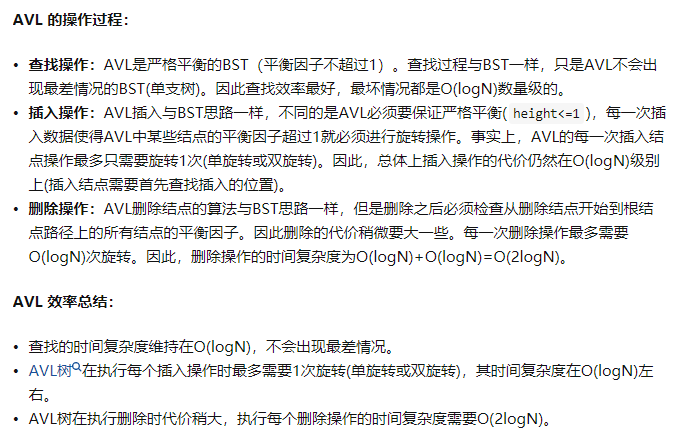 AVL 的操作过程：
• 查找操作：AVL是严格平衡的BST（平衡因子不超过1）。查找过程与BST一样，只是AVL不会出
现最差情况的BST(单支树)。因此查找效率最好，最坏情况都是O(logN)数量级的。
• 插入操作：AVL插入与BST思路一样，不同的是AVL必须要保证严格平衡( height<=1 )，每一次插
入数据使得AVL中某些结点的平衡因子超过1就必须进行旋转操作。事实上，AVL的每一次插入结
点操作最多只需要旋转1次(单旋转或双旋转)。因此，总体上插入操作的代价仍然在O(logN)级别
上(插入结点需要首先查找插入的位置)。
• 删除操作：AVL删除结点的算法与BST思路一样，但是删除之后必须检查从删除结点开始到根结
点路径上的所有结点的平衡因子。因此删除的代价稍微要大一些。每一次删除操作最多需要
O(logN)次旋转。因此，删除操作的时间复杂度为O(logN)+O(logN)=O(2logN)。
AVL 效率总结：
• 查找的时间复杂度维持在O(logN)，不会出现最差情况。
• AVL树在执行每个插入操作时最多需要1次旋转(单旋转或双旋转)，其时间复杂度在O(logN)左
右。
• AVL树在执行删除时代价稍大，执行每个删除操作的时间复杂度需要O(2logN)。